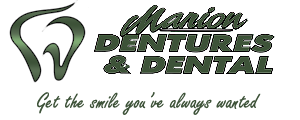 Marion
DENTURES
& DENTAL
Get the smile you've always wanted